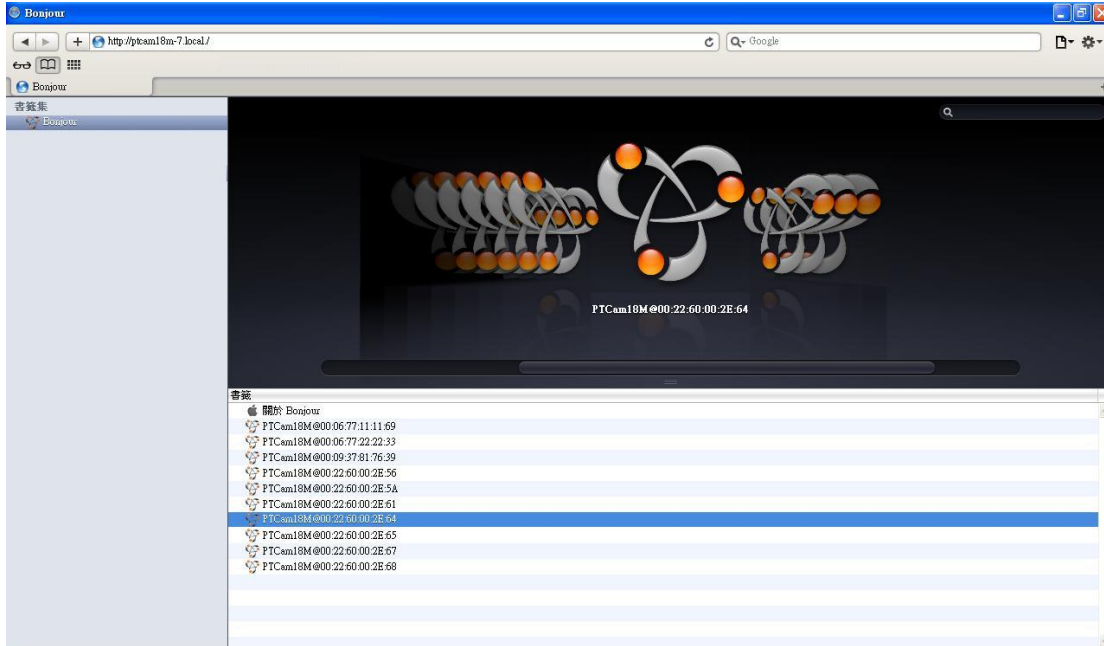 Bonjour
http://ptcam18m-7.local./
Google
Bonjour
書籤集
Bonjour
PTCam18M@00:22:60:00:2E:64
書籤
關於 Bonjour
PTCam18M@00:06:77:11:11:69
PTCam18M@00:06:77:22:22:33
PTCam18M@00:09:37:81:76:39
PTCam18M@00:22:60:00:2E:56
PTCam18M@00:22:60:00:2E:5A
PTCam18M@00:22:60:00:2E:61
PTCam18M@00:22:60:00:2E:64
PTCam18M@00:22:60:00:2E:65
PTCam18M@00:22:60:00:2E:67
PTCam18M@00:22:60:00:2E:68